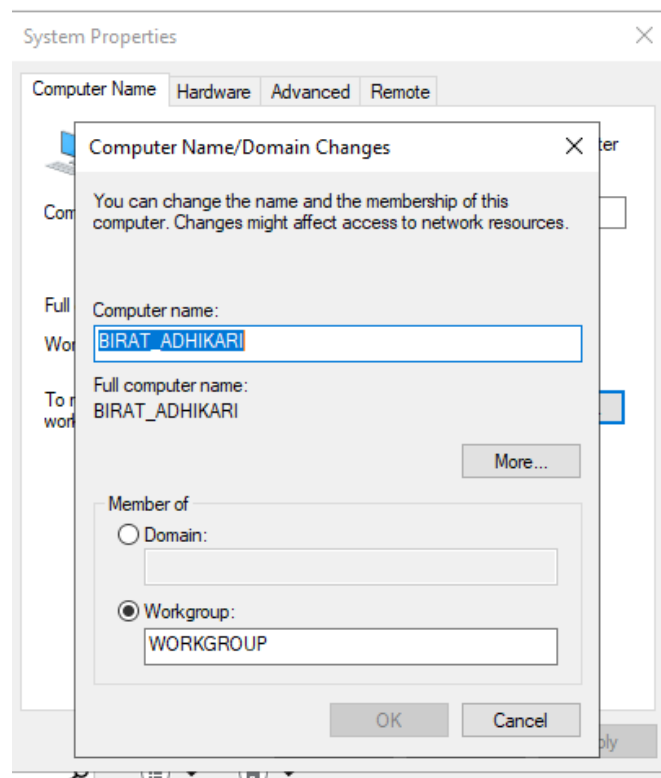 System Properties
Computer Name Hardware Advanced Remote
Computer Name/Domain Changes
You can change the name and the membership of this
computer. Changes might affect access to network resources.
Full
Computer name:
BIRAT_ADHIKARI
Full computer name:
BIRAT_ADHIKARI
More...
Member of
Domain:
Workgroup:
WORKGROUP
OK Cancel